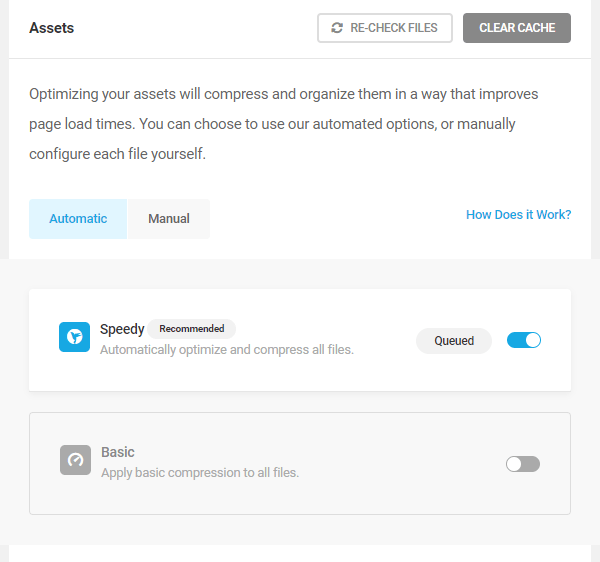 Assets
RE-CHECK FILES
CLEAR CACHE
Optimizing your assets will compress and organize them in a way that improves
page load times. You can choose to use our automated options, or manually
configure each file yourself.
Automatic
Manual
How Does it Work?
Speedy
Recommended
Automatically optimize and compress all files.
Queued
Basic
Apply basic compression to all files.